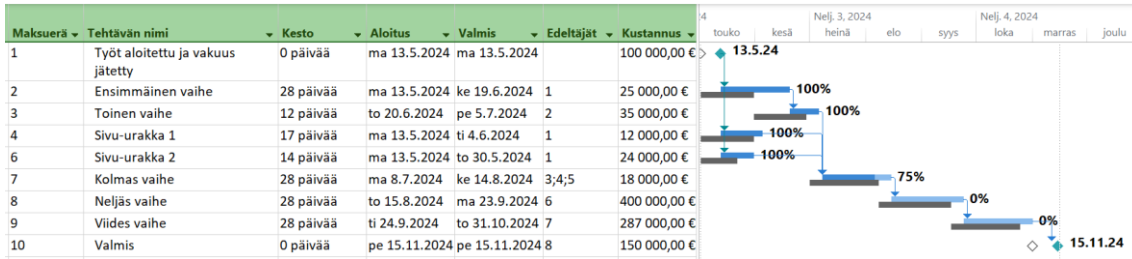 4 Nelj. 3, 2024 Nelj. 4, 2024
Maksuerä Tehtävän nimi Kesto Aloitus Valmis Edeltäjät Kustannus touko kesä heinä elo syys loka marras joulu
1 Työt aloitettu ja vakuus 0 päivää ma 13.5.2024 ma 13.5.2024 100 000,00 € 13.5.24
jätetty
2 Ensimmäinen vaihe 28 päivää ma 13.5.2024 ke 19.6.2024 1 25 000,00 € 100%
3 Toinen vaihe 12 päivää to 20.6.2024 pe 5.7.2024 2 35 000,00 € 100%
4 Sivu-urakka 1 17 päivää ma 13.5.2024 ti 4.6.2024 1 12 000,00 € 100%
6 Sivu-urakka 2 14 päivää ma 13.5.2024 to 30.5.2024 1 24 000,00 € 100%
7 Kolmas vaihe 28 päivää ma 8.7.2024 ke 14.8.2024 3;4;5 18 000,00 € 75%
8 Neljäs vaihe 28 päivää to 15.8.2024 ma 23.9.2024 6 400 000,00 € 0%
9 Viides vaihe 28 päivää ti 24.9.2024 to 31.10.2024 7 287 000,00 € 0%
10 Valmis 0 päivää pe 15.11.2024 pe 15.11.2024 8 150 000,00 € 15.11.24